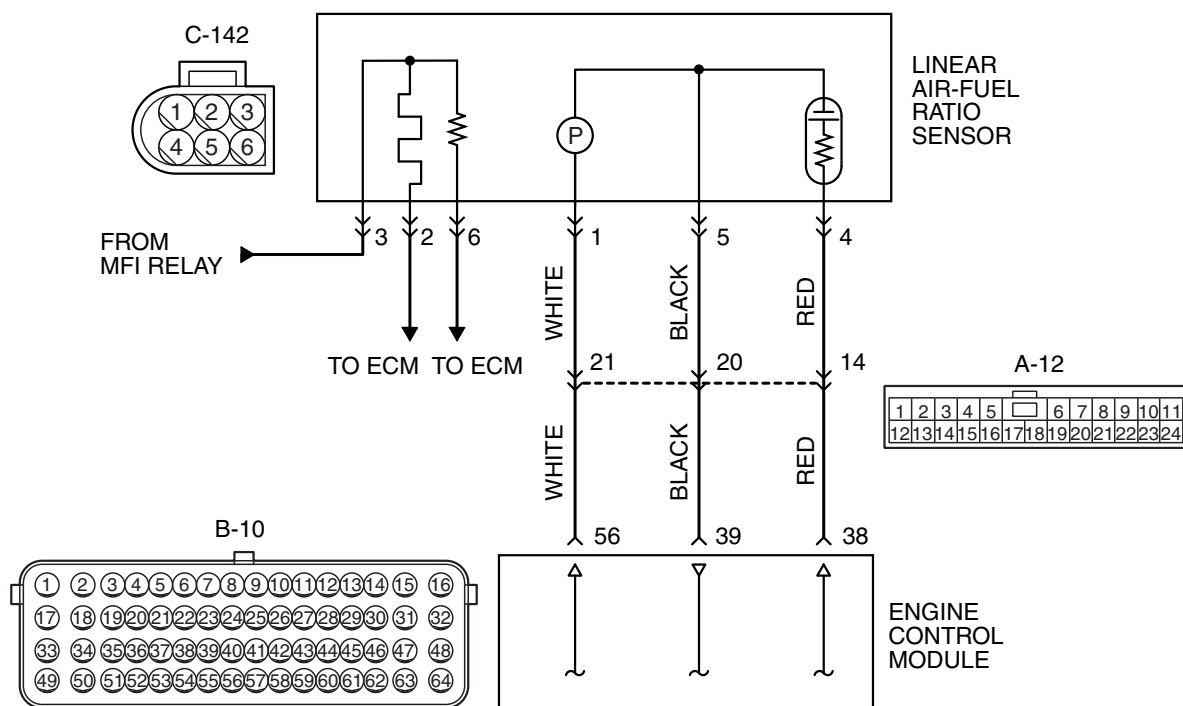 C-142
1 2 3
4 5 6
LINEAR
AIR-FUEL
RATIO
SENSOR
P
3 2 6 1 5 4
FROM
MFI RELAY
WHITE BLACK RED
TO ECM TO ECM
21 20 14
A-12
1 2 3 4 5 6 7 8 9 10 11
12 13 14 15 16 17 18 19 20 21 22 23 24
WHITE BLACK RED
B-10
56 39 38
1 2 3 4 5 6 7 8 9 10 11 12 13 14 15 16
17 18 19 20 21 22 23 24 25 26 27 28 29 30 31 32
33 34 35 36 37 38 39 40 41 42 43 44 45 46 47 48
49 50 51 52 53 54 55 56 57 58 59 60 61 62 63 64
ENGINE
CONTROL
MODULE